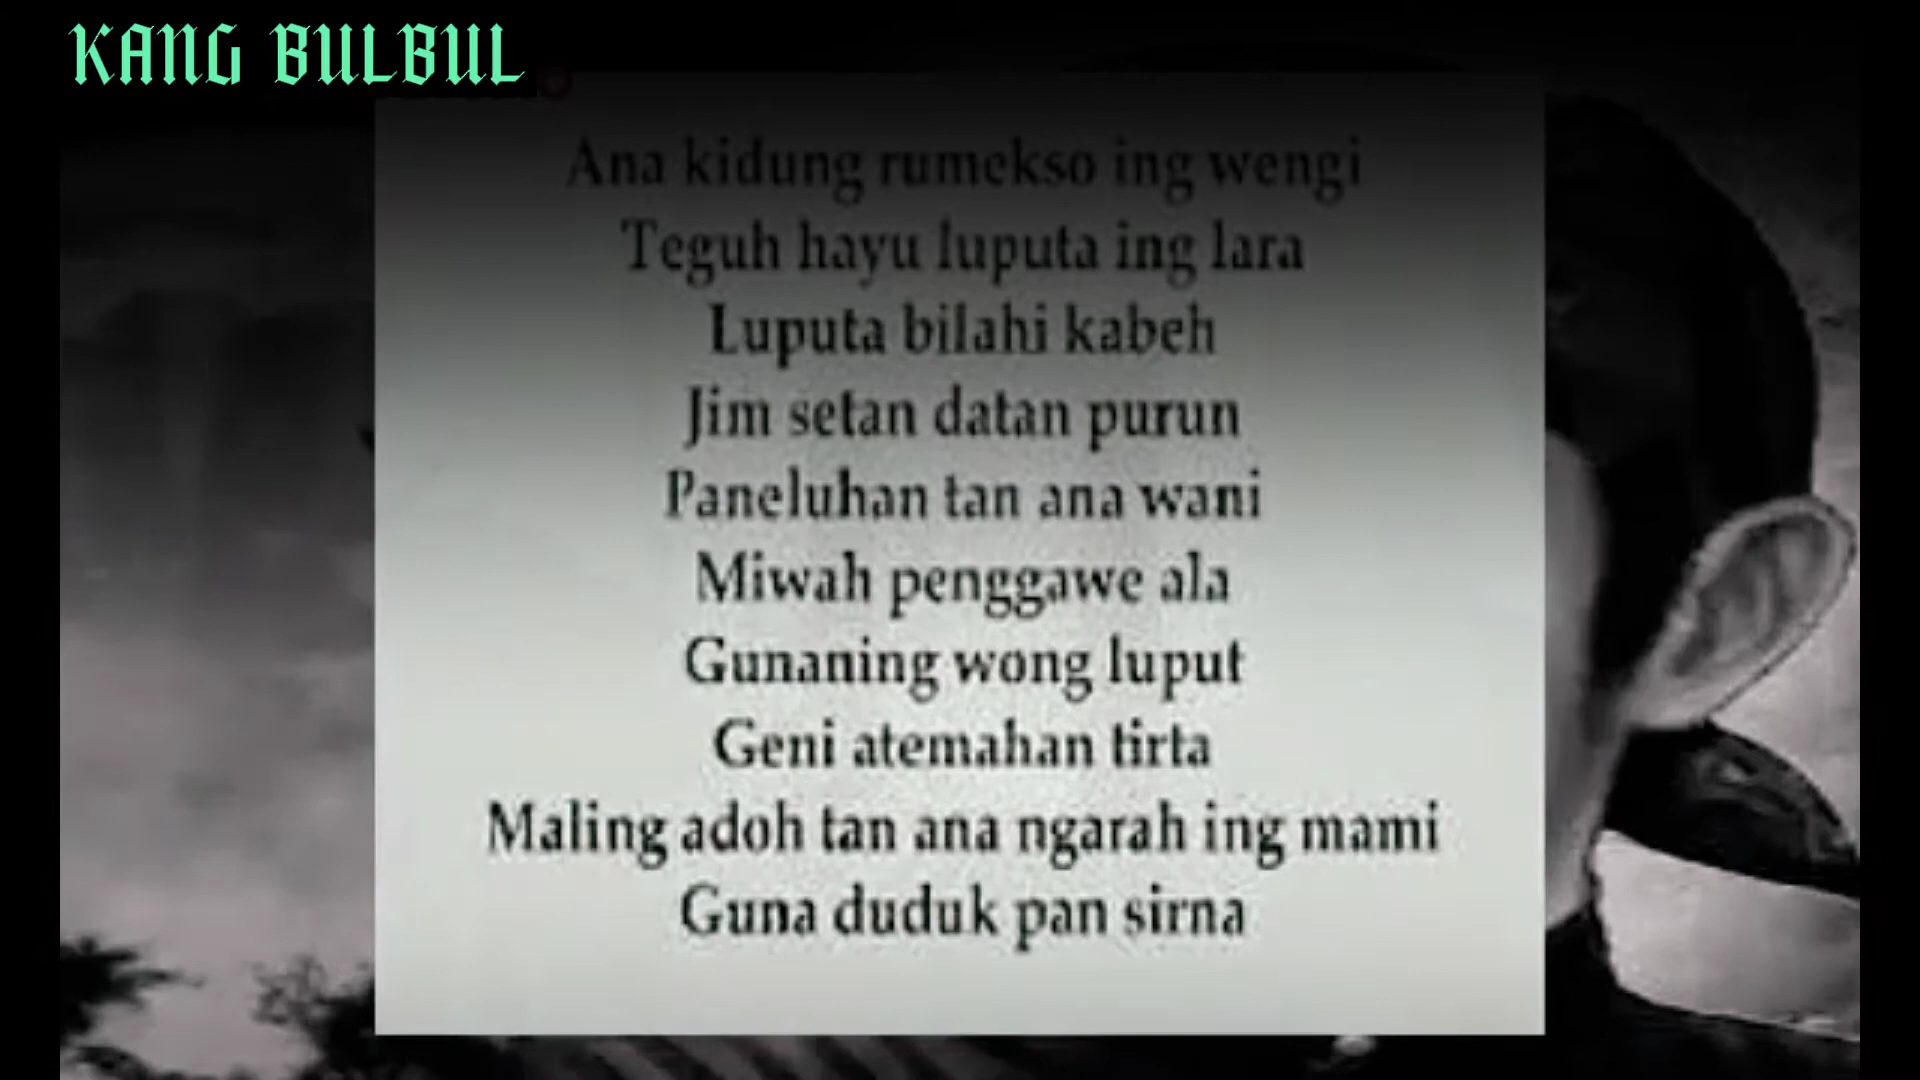 KANG BULBUL
Ana kidung rumekso ing wengi
Teguh hayu luputa ing lara
Luputa bilahi kabeh
Jim setan datan purun
Paneluhan tan ana wani
Miwah penggawe ala
Gunaning wong luput
Geni atemahan tirta
Maling adoh tan ana ngarah ing mami
Guna duduk pan sirna